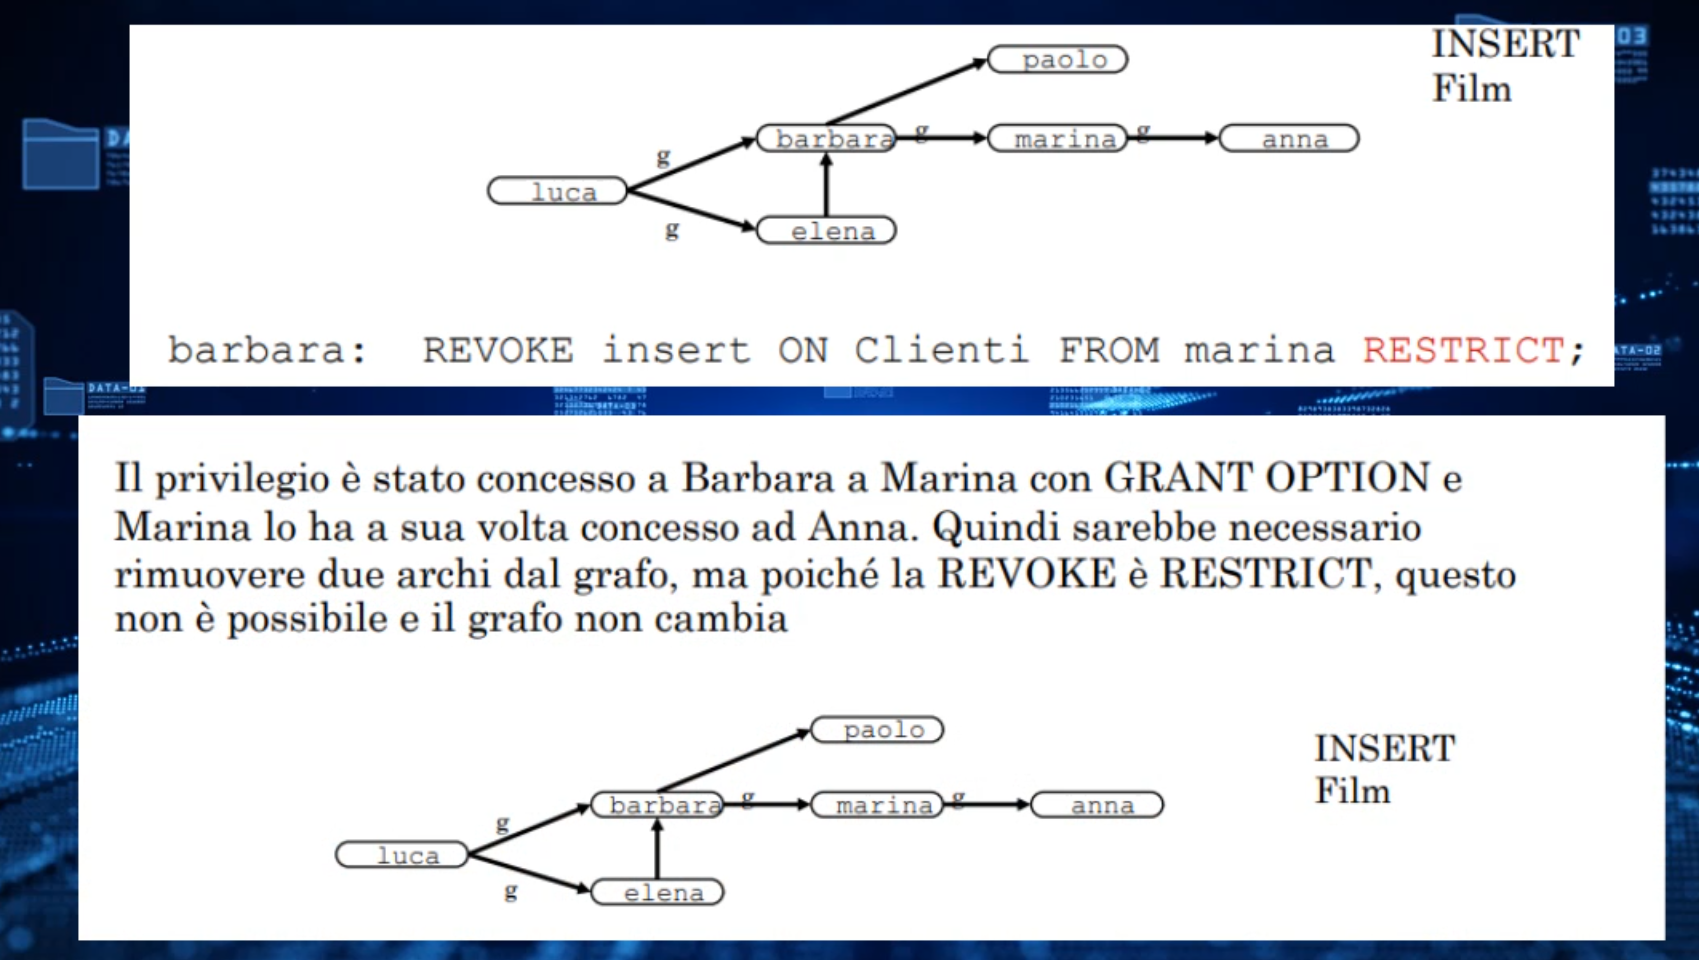 INSERT
Film
paolo
g
barbara
g
marina
g
anna
luca
g
elena
barbara: REVOKE insert ON Clienti FROM marina RESTRICT;
DATA-01
Il privilegio è stato concesso a Barbara a Marina con GRANT OPTION e
Marina lo ha a sua volta concesso ad Anna. Quindi sarebbe necessario
rimuovere due archi dal grafo, ma poiché la REVOKE è RESTRICT, questo
non è possibile e il grafo non cambia
paolo
INSERT
Film
g
barbara
g
marina
g
anna
luca
g
elena